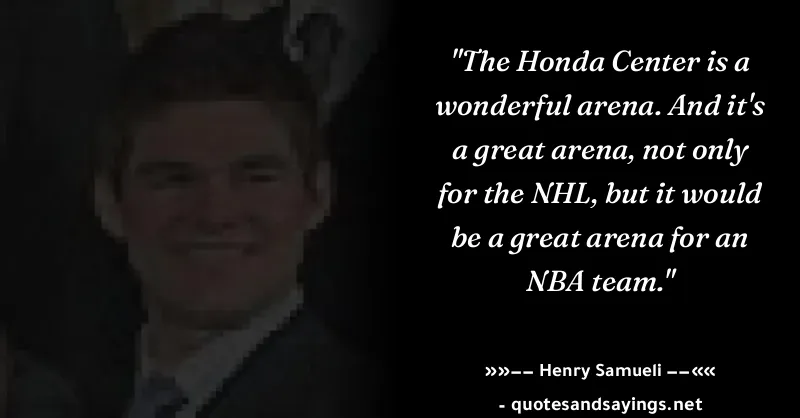 "The Honda Center is a
wonderful arena. And it's
a great arena, not only
for the NHL, but it would
be a great arena for an
NBA team."
»»−− Henry Samueli −−««
- quotesandsayings.net